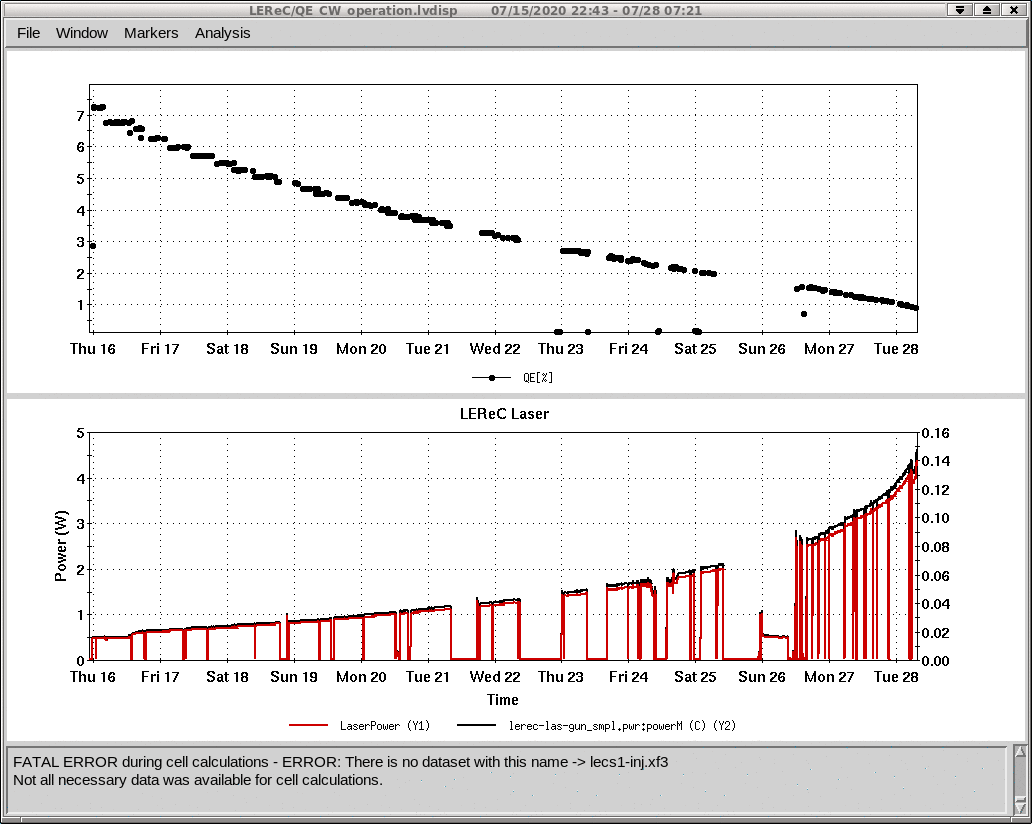 LEReC/QE_CW_operation.lvdisp 07/15/2020 22:43 - 07/28 07:21
File Window Markers Analysis
7
6
5
4
3
2
1
Thu 16 Fri 17 Sat 18 Sun 19 Mon 20 Tue 21 Wed 22 Thu 23 Fri 24 Sat 25 Sun 26 Mon 27 Tue 28
QE[%]
LEReC Laser
5 0.16
0.14
4
0.12
3 0.10
Power (W)
0.08
2
0.06
1 0.04
0.02
0 0.00
Thu 16 Fri 17 Sat 18 Sun 19 Mon 20 Tue 21 Wed 22 Thu 23 Fri 24 Sat 25 Sun 26 Mon 27 Tue 28
Time
LaserPower (Y1) lerec-las-gun_smpl.pwr:powerM (C) (Y2)
FATAL ERROR during cell calculations - ERROR: There is no dataset with this name -> lecs1-inj.xf3
Not all necessary data was available for cell calculations.